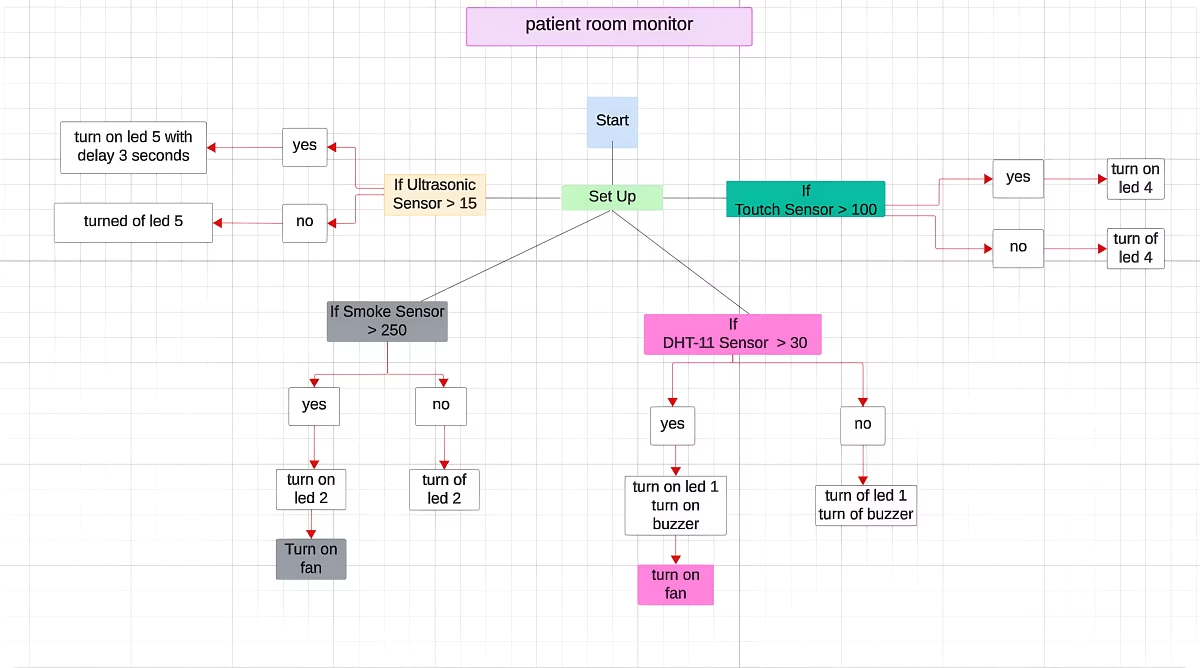 patient room monitor
Start
Set Up
If Ultrasonic
Sensor > 15
yes
turn on led 5 with
delay 3 seconds
no
turned of led 5
If
Toutch Sensor > 100
yes
turn on
led 4
no
turn of
led 4
If Smoke Sensor
> 250
yes
turn on
led 2
Turn on
fan
no
turn of
led 2
If
DHT-11 Sensor > 30
yes
turn on led 1
turn on
buzzer
turn on
fan
no
turn of led 1
turn of buzzer